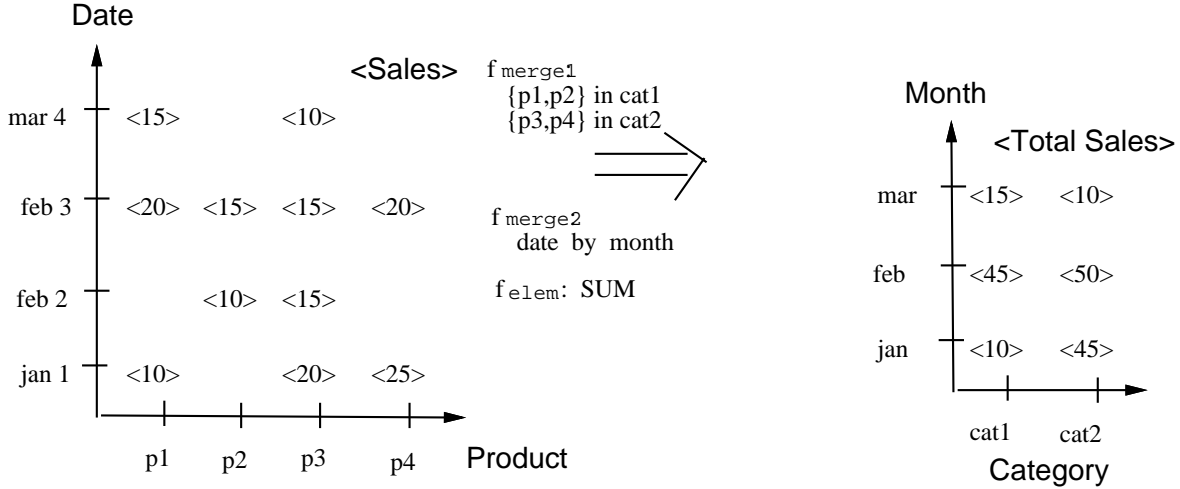 Date
<Sales>
mar 4 <15> <10>
feb 3 <20> <15> <15> <20>
feb 2 <10> <15>
jan 1 <10> <20> <25>
p1 p2 p3 p4
Product
f merge1
{p1,p2} in cat1
{p3,p4} in cat2
f merge2
date by month
f elem: SUM
Month
<Total Sales>
mar <15> <10>
feb <45> <50>
jan <10> <45>
cat1 cat2
Category